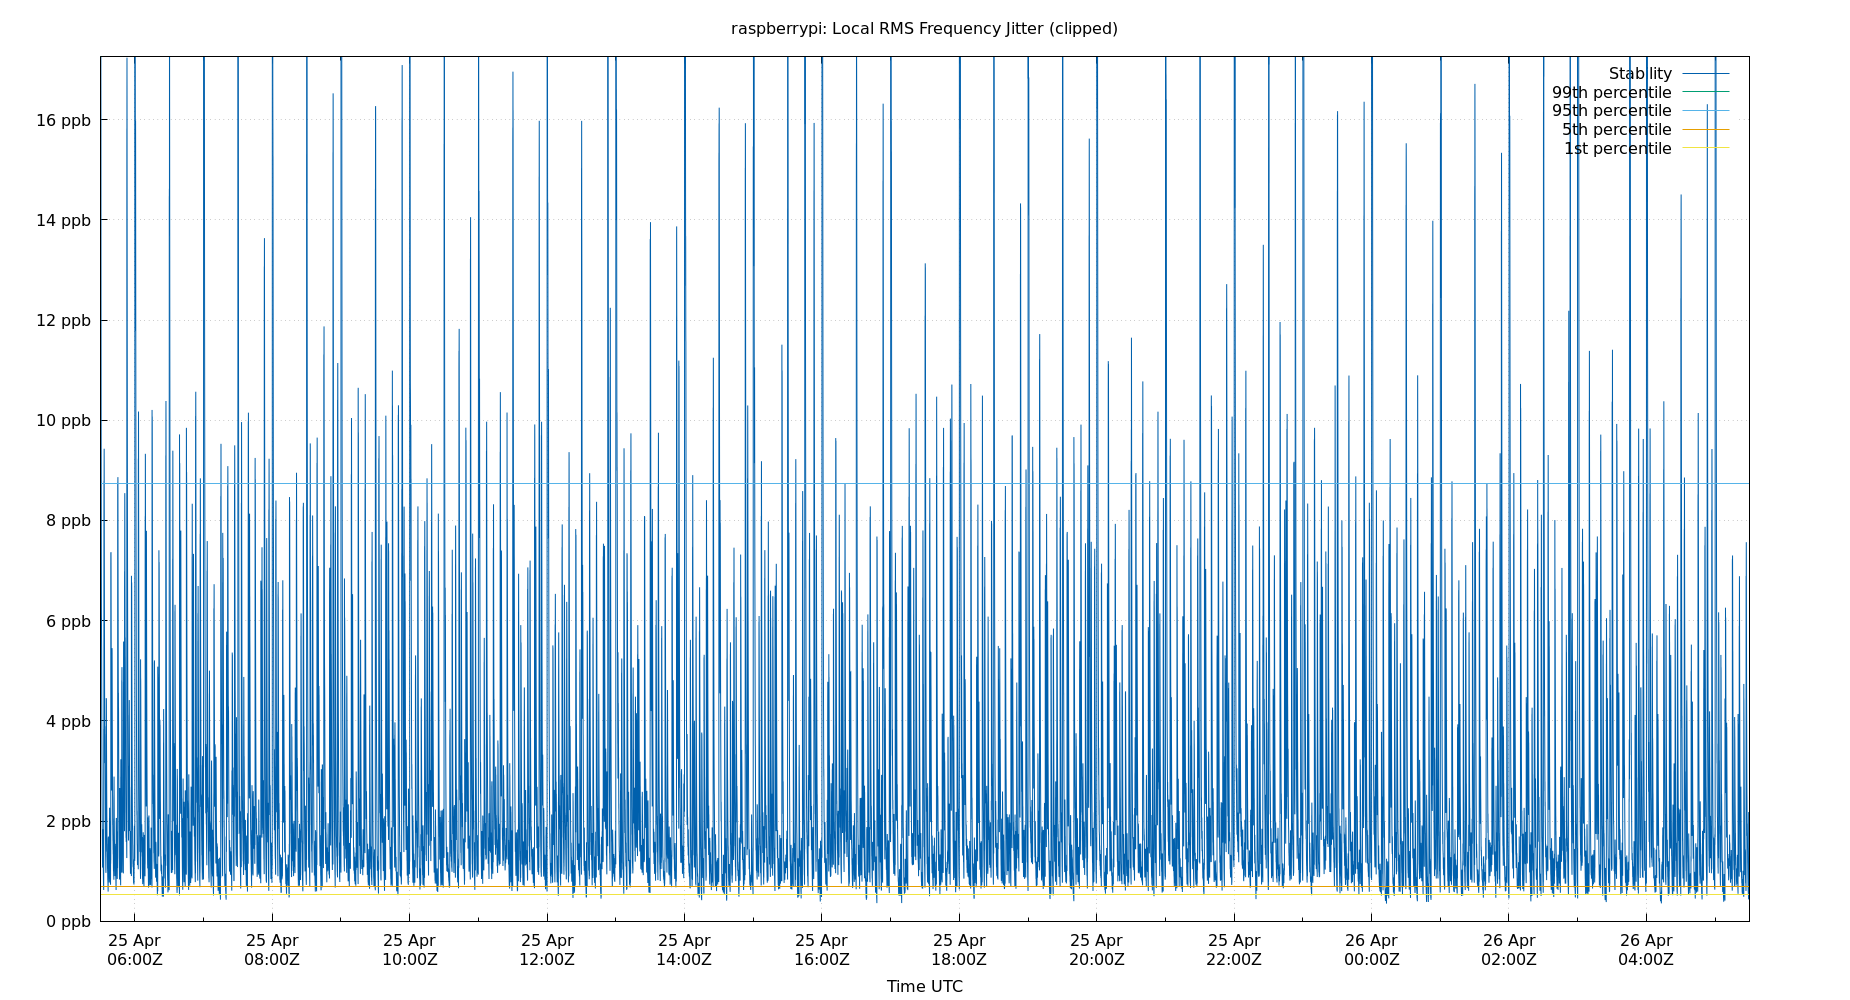 raspberrypi: Local RMS Frequency Jitter (clipped)
Stability
99th percentile
95th percentile
5th percentile
1st percentile
16 ppb
14 ppb
12 ppb
10 ppb
8 ppb
6 ppb
4 ppb
2 ppb
0 ppb
25 Apr 25 Apr 25 Apr 25 Apr 25 Apr 25 Apr 25 Apr 25 Apr 25 Apr 26 Apr 26 Apr 26 Apr
06:00Z 08:00Z 10:00Z 12:00Z 14:00Z 16:00Z 18:00Z 20:00Z 22:00Z 00:00Z 02:00Z 04:00Z
Time UTC